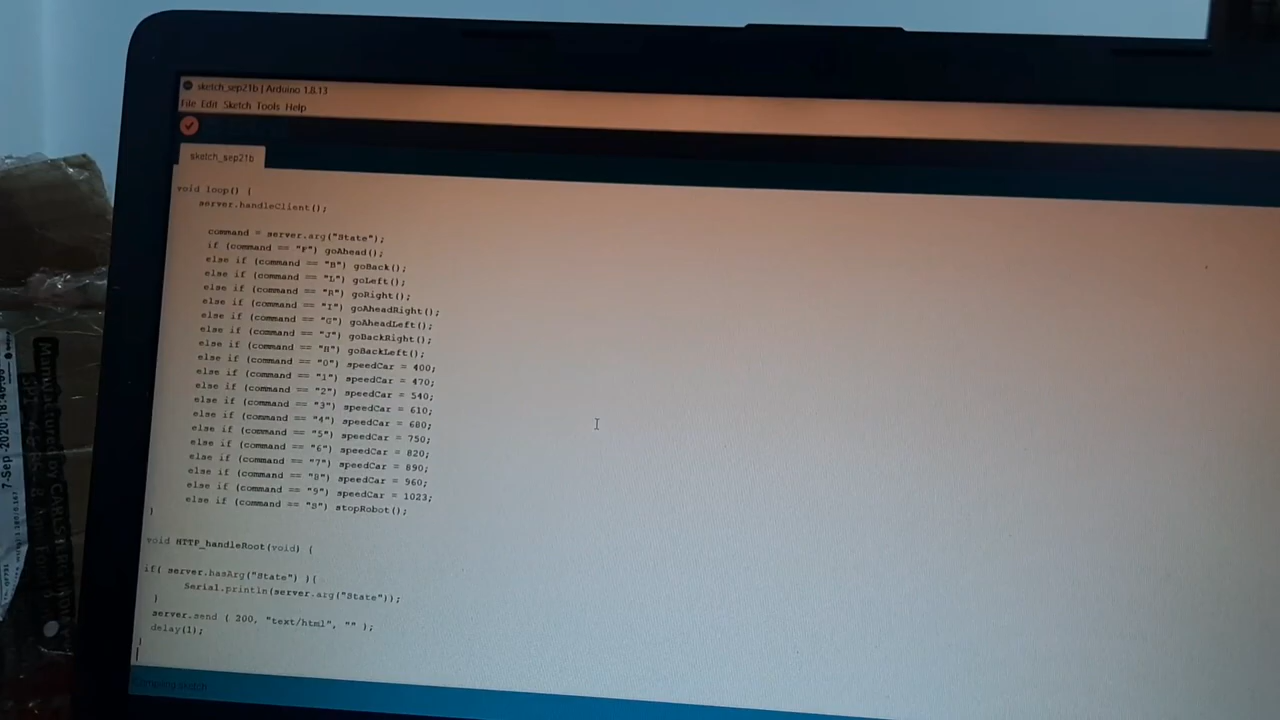 sketch_sep21b | Arduino 1.8.13
File Edit Sketch Tools Help
sketch_sep21b
void loop() {
server.handleClient();
command = server.arg("State");
if (command == "F") goAhead();
else if (command == "B") goBack();
else if (command == "L") goLeft();
else if (command == "R") goRight();
else if (command == "I") goAheadRight();
else if (command == "G") goAheadLeft();
else if (command == "J") goBackRight();
else if (command == "H") goBackLeft();
else if (command == "0") speedCar = 400;
else if (command == "1") speedCar = 470;
else if (command == "2") speedCar = 540;
else if (command == "3") speedCar = 610;
else if (command == "4") speedCar = 680;
else if (command == "5") speedCar = 750;
else if (command == "6") speedCar = 820;
else if (command == "7") speedCar = 890;
else if (command == "8") speedCar = 960;
else if (command == "9") speedCar = 1023;
else if (command == "S") stopRobot();
}
void HTTP_handleRoot(void) {
if( server.hasArg("State") ){
Serial.println(server.arg("State"));
}
server.send ( 200, "text/html", "" );
delay(1);
}
Compiling sketch
7-Sep-2020;18:46:00
Manufactured by